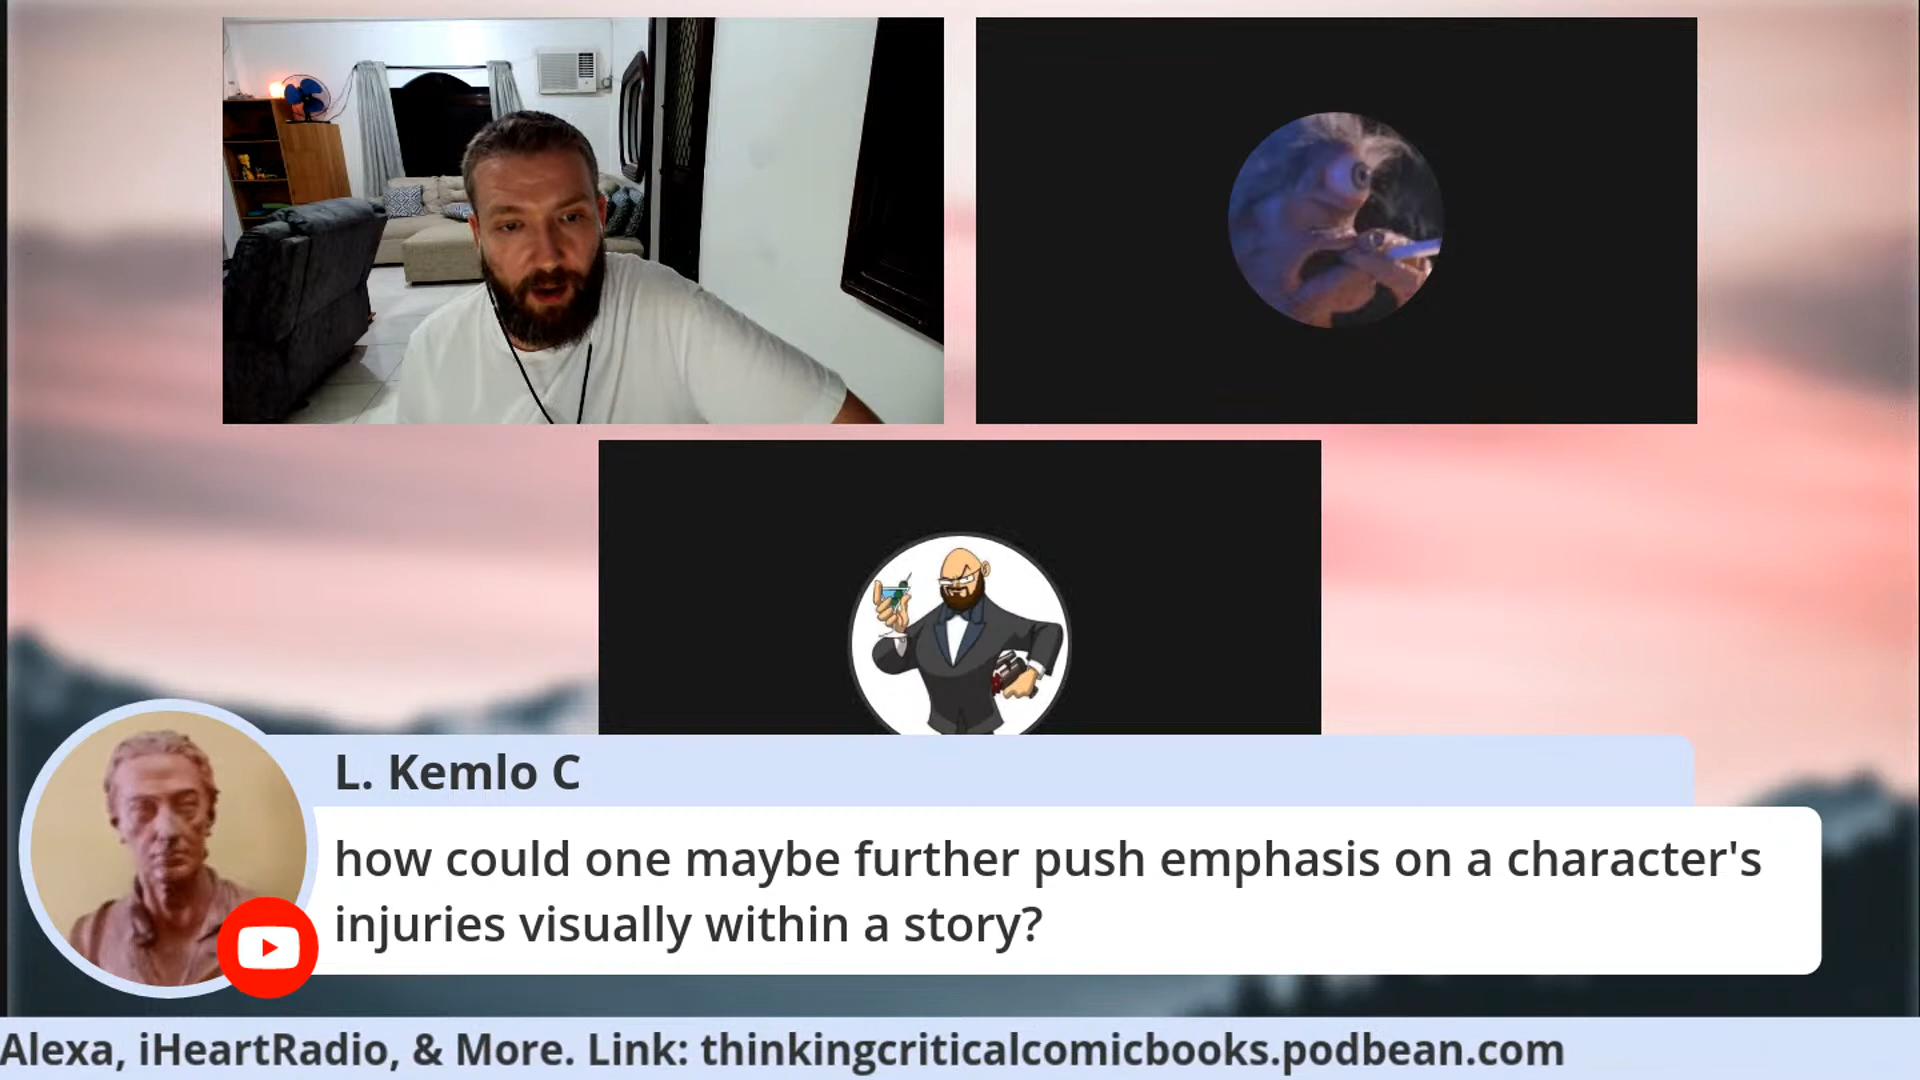 L. Kemlo C
how could one maybe further push emphasis on a character's
injuries visually within a story?
Alexa, iHeartRadio, & More. Link: thinkingcriticalcomicbooks.podbean.com